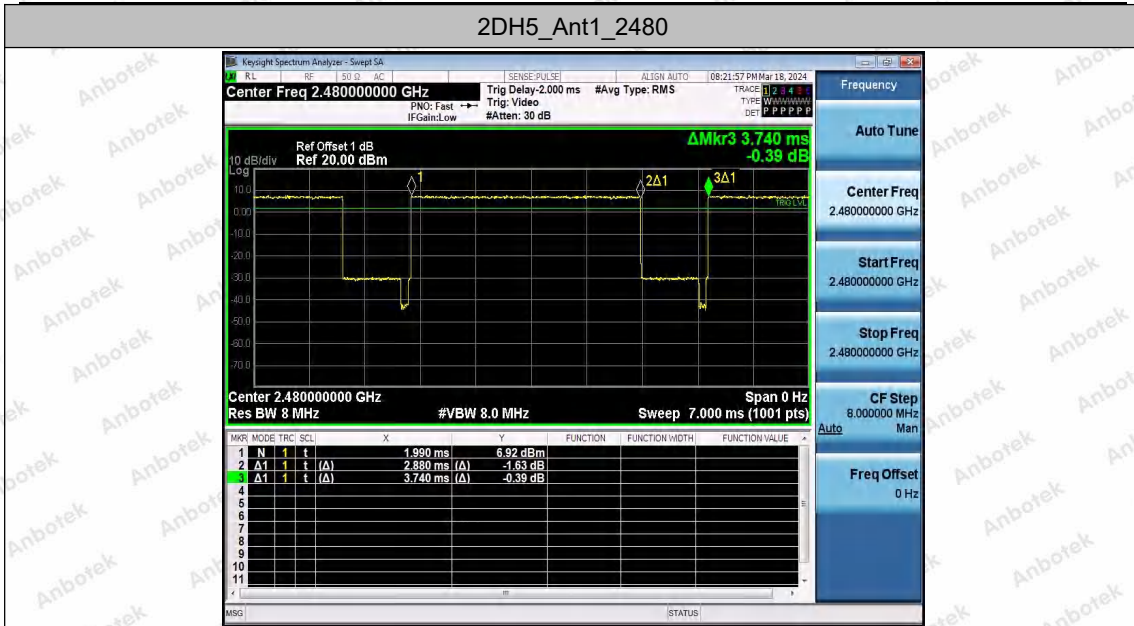 2DH5_Ant1_2480
Keysight Spectrum Analyzer - Swept SA
RL RF 50 Ω AC SENSE:PULSE ALIGN AUTO 08:21:57 PM Mar 18, 2024
Center Freq 2.480000000 GHz
PNO: Fast
IFGain:Low
Trig Delay-2.000 ms
Trig: Video
#Atten: 30 dB
#Avg Type: RMS
TRACE 1 2 3 4 5 6
TYPE WWWWWW
DET P P P P P P
ΔMkr3 3.740 ms
-0.39 dB
Ref Offset 1 dB
10 dB/div Ref 20.00 dBm
Log
10.0
0.00
-10.0
-20.0
-30.0
-40.0
-50.0
-60.0
-70.0
1
2Δ1
3Δ1
TRIG LVL
Center 2.480000000 GHz Span 0 Hz
Res BW 8 MHz #VBW 8.0 MHz Sweep 7.000 ms (1001 pts)
MKR MODE TRC SCL X Y FUNCTION FUNCTION WIDTH FUNCTION VALUE
1 N 1 t 1.990 ms 6.92 dBm
2 Δ1 1 t (Δ) 2.880 ms (Δ) -1.63 dB
3 Δ1 1 t (Δ) 3.740 ms (Δ) -0.39 dB
4
5
6
7
8
9
10
11
MSG STATUS
Frequency
Auto Tune
Center Freq
2.480000000 GHz
Start Freq
2.480000000 GHz
Stop Freq
2.480000000 GHz
CF Step
8.000000 MHz
Auto Man
Freq Offset
0 Hz
Anbotek